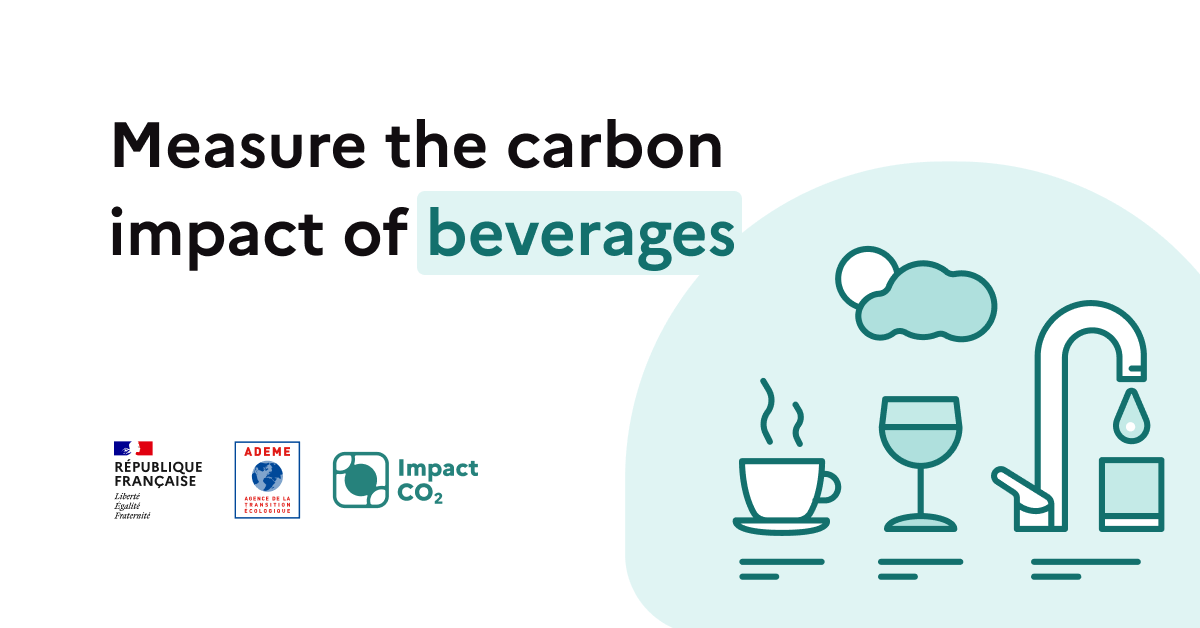 Measure the carbon
impact of beverages
RÉPUBLIQUE
FRANÇAISE
Liberté
Égalité
Fraternité
ADEME
AGENCE DE LA
TRANSITION
ÉCOLOGIQUE
Impact
CO₂